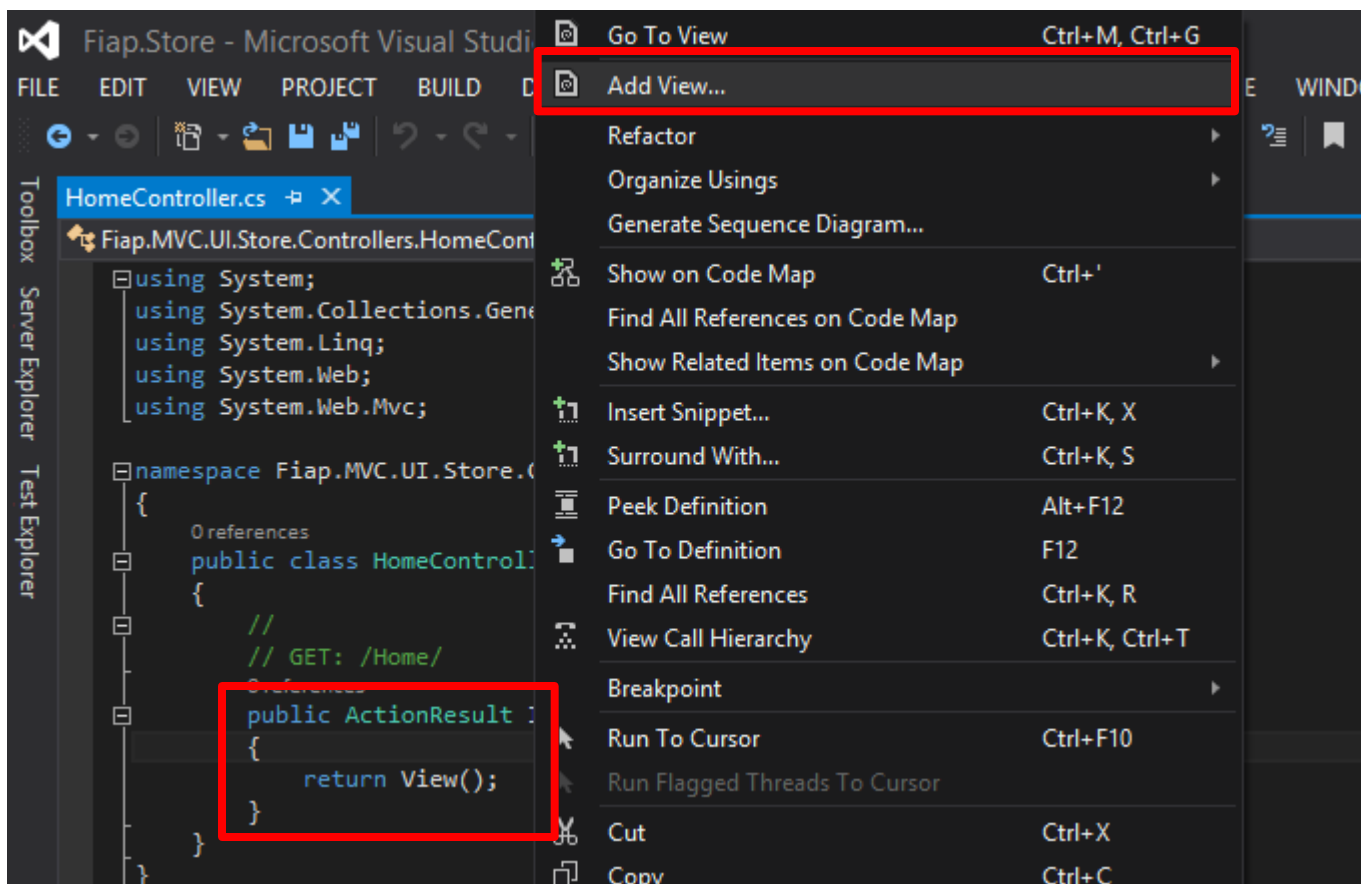 Fiap.Store - Microsoft Visual Studi
FILE EDIT VIEW PROJECT BUILD D E WIND
Toolbox
Server Explorer
Test Explorer
HomeController.cs
Fiap.MVC.UI.Store.Controllers.HomeCont
using System;
using System.Collections.Gene
using System.Linq;
using System.Web;
using System.Web.Mvc;
namespace Fiap.MVC.UI.Store.C
{
0 references
public class HomeControll
{
//
// GET: /Home/
0 references
public ActionResult I
{
return View();
}
}
}
Go To View Ctrl+M, Ctrl+G
Add View...
Refactor
Organize Usings
Generate Sequence Diagram...
Show on Code Map Ctrl+'
Find All References on Code Map
Show Related Items on Code Map
Insert Snippet... Ctrl+K, X
Surround With... Ctrl+K, S
Peek Definition Alt+F12
Go To Definition F12
Find All References Ctrl+K, R
View Call Hierarchy Ctrl+K, Ctrl+T
Breakpoint
Run To Cursor Ctrl+F10
Run Flagged Threads To Cursor
Cut Ctrl+X
Copy Ctrl+C